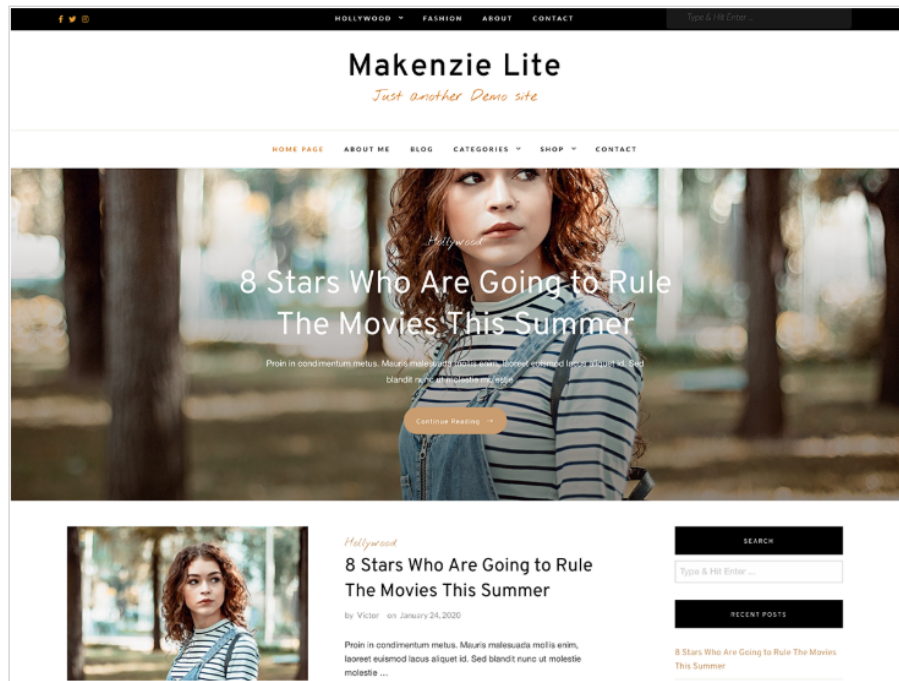 HOLLYWOOD FASHION ABOUT CONTACT Type & Hit Enter ...
Makenzie Lite
Just another Demo site
HOME PAGE ABOUT ME BLOG CATEGORIES SHOP CONTACT
Hollywood
8 Stars Who Are Going to Rule
The Movies This Summer
Proin in condimentum metus. Mauris malesuada mollis enim, laoreet euismod lacus aliquet id. Sed
blandit nunc ut molestie molestie
Continue Reading →
Hollywood
8 Stars Who Are Going to Rule
The Movies This Summer
by Victor on January 24, 2020
Proin in condimentum metus. Mauris malesuada mollis enim,
laoreet euismod lacus aliquet id. Sed blandit nunc ut molestie
molestie ...
SEARCH
Type & Hit Enter ...
RECENT POSTS
8 Stars Who Are Going to Rule The Movies
This Summer